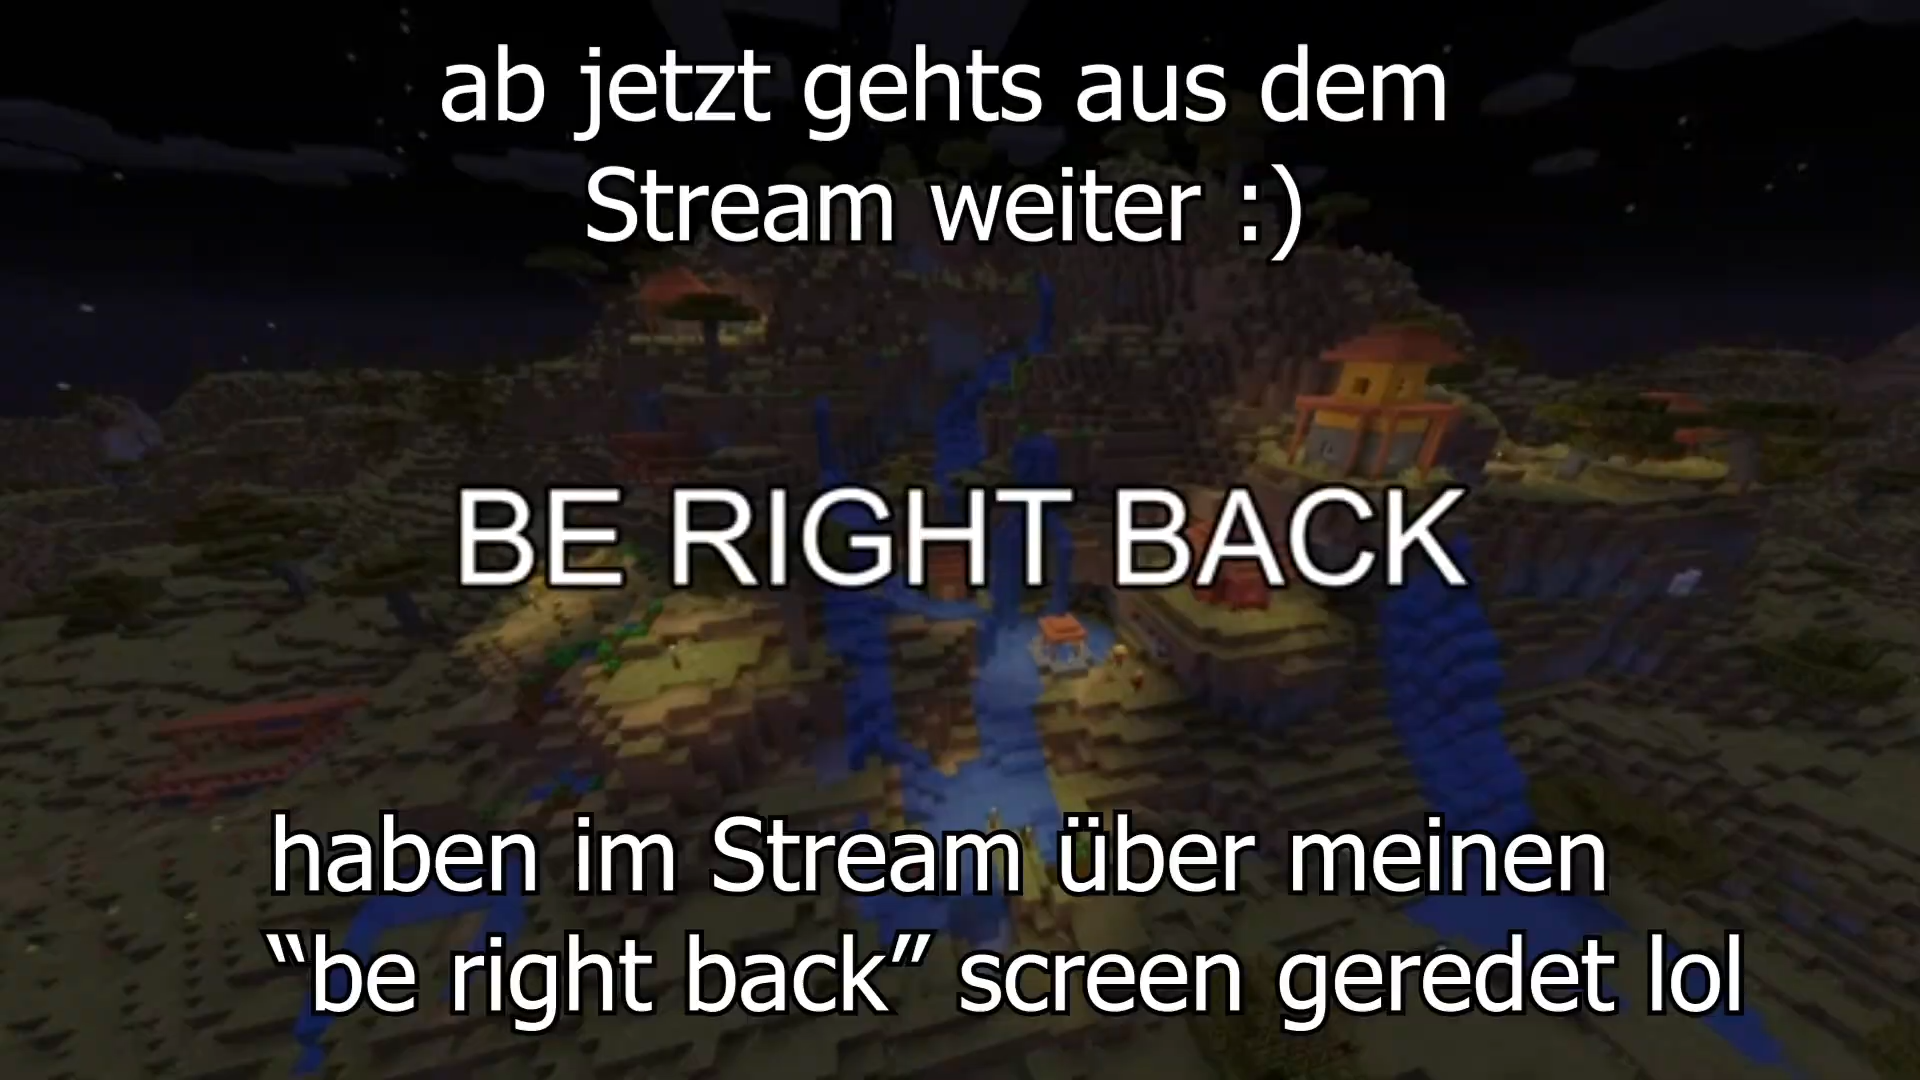 ab jetzt gehts aus dem
Stream weiter :)
BE RIGHT BACK
haben im Stream über meinen
“be right back” screen geredet lol